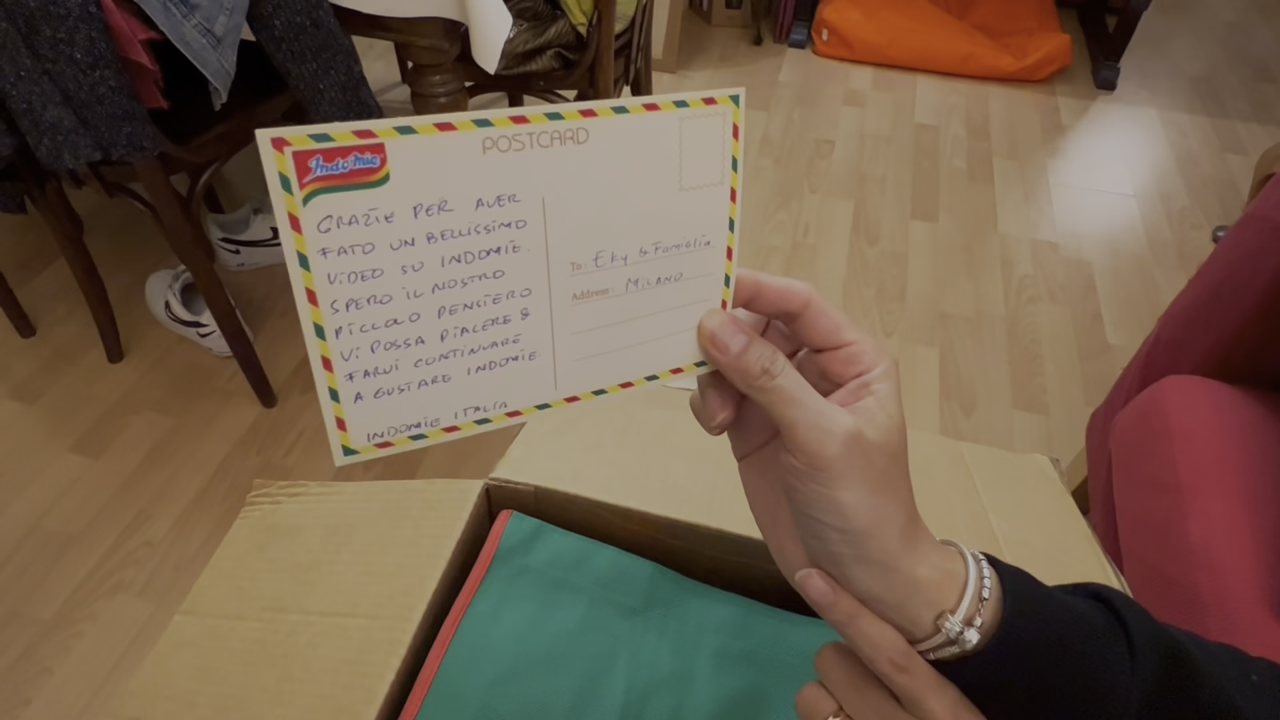 POSTCARD
Indomie
GRAZIE PER AVER
FATO UN BELLISSIMO
VIDEO SU INDOMIE.
SPERO IL NOSTRO
PICCOLO PENSIERO
VI POSSA PIACERE &
FARVI CONTINUARE
A GUSTARE INDOMIE.
INDOMIE ITALIA
To: Eky & Famiglia
Address: MILANO